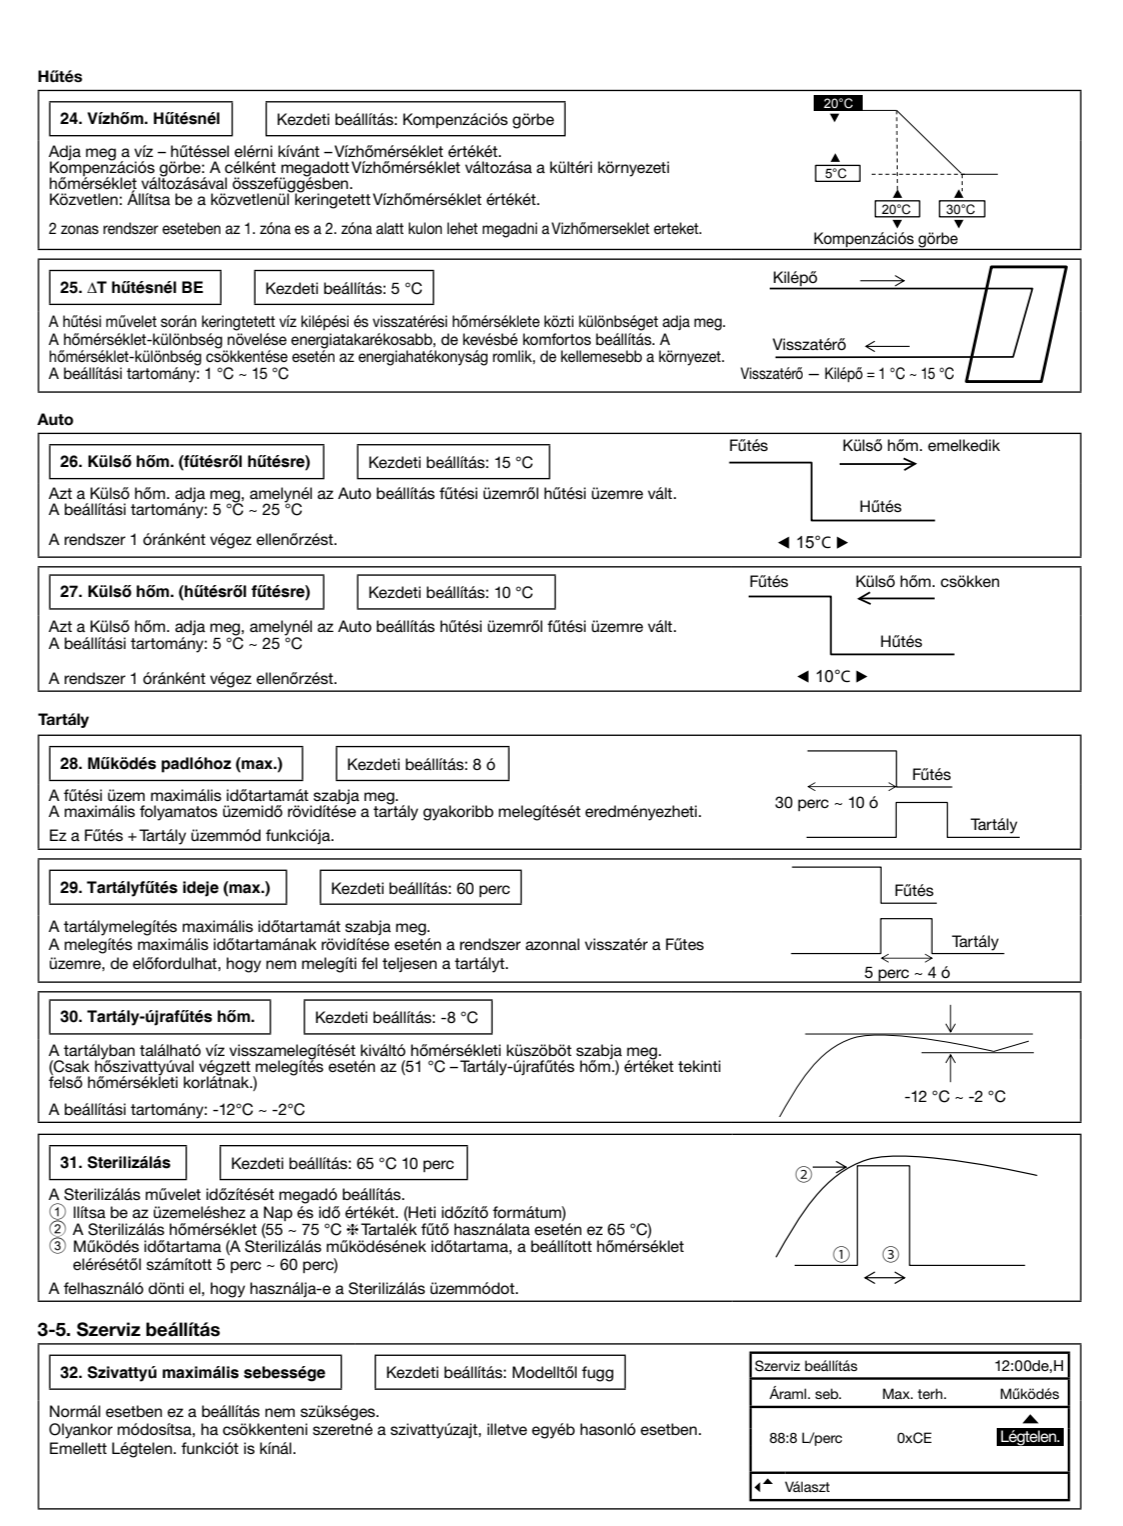 Hűtés
24. Vízhőm. Hűtésnél
Kezdeti beállítás: Kompenzációs görbe
Adja meg a víz – hűtéssel elérni kívánt – Vízhőmérséklet értékét.
Kompenzációs görbe: A célként megadott Vízhőmérséklet változása a kültéri környezeti
hőmérséklet változásával összefüggésben.
Közvetlen: Állítsa be a közvetlenül keringetett Vízhőmérséklet értékét.
2 zonas rendszer eseteben az 1. zóna es a 2. zóna alatt kulon lehet megadni a Vizhőmerseklet erteket.
20°C
5°C
20°C
30°C
Kompenzációs görbe
25. ∆T hűtésnél BE
Kezdeti beállítás: 5 °C
A hűtési művelet során keringtetett víz kilépési és visszatérési hőmérséklete közti különbséget adja meg.
A hőmérséklet-különbség növelése energiatakarékosabb, de kevésbé komfortos beállítás. A
hőmérséklet-különbség csökkentése esetén az energiahatékonyság romlik, de kellemesebb a környezet.
A beállítási tartomány: 1 °C ~ 15 °C
Kilépő
Visszatérő
Visszatérő — Kilépő = 1 °C ~ 15 °C
Auto
26. Külső hőm. (fűtésről hűtésre)
Kezdeti beállítás: 15 °C
Azt a Külső hőm. adja meg, amelynél az Auto beállítás fűtési üzemről hűtési üzemre vált.
A beállítási tartomány: 5 °C ~ 25 °C
A rendszer 1 óránként végez ellenőrzést.
Fűtés
Külső hőm. emelkedik
Hűtés
◄ 15°C ►
27. Külső hőm. (hűtésről fűtésre)
Kezdeti beállítás: 10 °C
Azt a Külső hőm. adja meg, amelynél az Auto beállítás hűtési üzemről fűtési üzemre vált.
A beállítási tartomány: 5 °C ~ 25 °C
A rendszer 1 óránként végez ellenőrzést.
Fűtés
Külső hőm. csökken
Hűtés
◄ 10°C ►
Tartály
28. Működés padlóhoz (max.)
Kezdeti beállítás: 8 ó
A fűtési üzem maximális időtartamát szabja meg.
A maximális folyamatos üzemidő rövidítése a tartály gyakoribb melegítését eredményezheti.
Ez a Fűtés + Tartály üzemmód funkciója.
Fűtés
30 perc ~ 10 ó
Tartály
29. Tartályfűtés ideje (max.)
Kezdeti beállítás: 60 perc
A tartálymelegítés maximális időtartamát szabja meg.
A melegítés maximális időtartamának rövidítése esetén a rendszer azonnal visszatér a Fűtes
üzemre, de előfordulhat, hogy nem melegíti fel teljesen a tartályt.
Fűtés
Tartály
5 perc ~ 4 ó
30. Tartály-újrafűtés hőm.
Kezdeti beállítás: -8 °C
A tartályban található víz visszamelegítését kiváltó hőmérsékleti küszöböt szabja meg.
(Csak hőszivattyúval végzett melegítés esetén az (51 °C – Tartály-újrafűtés hőm.) értéket tekinti
felső hőmérsékleti korlátnak.)
A beállítási tartomány: -12°C ~ -2°C
-12 °C ~ -2 °C
31. Sterilizálás
Kezdeti beállítás: 65 °C 10 perc
A Sterilizálás művelet időzítését megadó beállítás.
① llítsa be az üzemeléshez a Nap és idő értékét. (Heti időzítő formátum)
② A Sterilizálás hőmérséklet (55 ~ 75 °C ❉ Tartalék fűtő használata esetén ez 65 °C)
③ Működés időtartama (A Sterilizálás működésének időtartama, a beállított hőmérséklet
elérésétől számított 5 perc ~ 60 perc)
A felhasználó dönti el, hogy használja-e a Sterilizálás üzemmódot.
②
①
③
3-5. Szerviz beállítás
32. Szivattyú maximális sebessége
Kezdeti beállítás: Modelltől fugg
Normál esetben ez a beállítás nem szükséges.
Olyankor módosítsa, ha csökkenteni szeretné a szivattyúzajt, illetve egyéb hasonló esetben.
Emellett Légtelen. funkciót is kínál.
Szerviz beállítás 12:00de,H
Áraml. seb. Max. terh. Működés
88:8 L/perc 0xCE Légtelen.
Választ